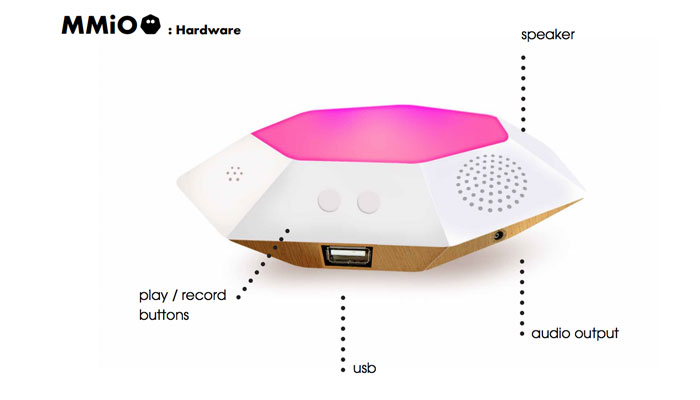 MMiO : Hardware
speaker
play / record
buttons
audio output
usb